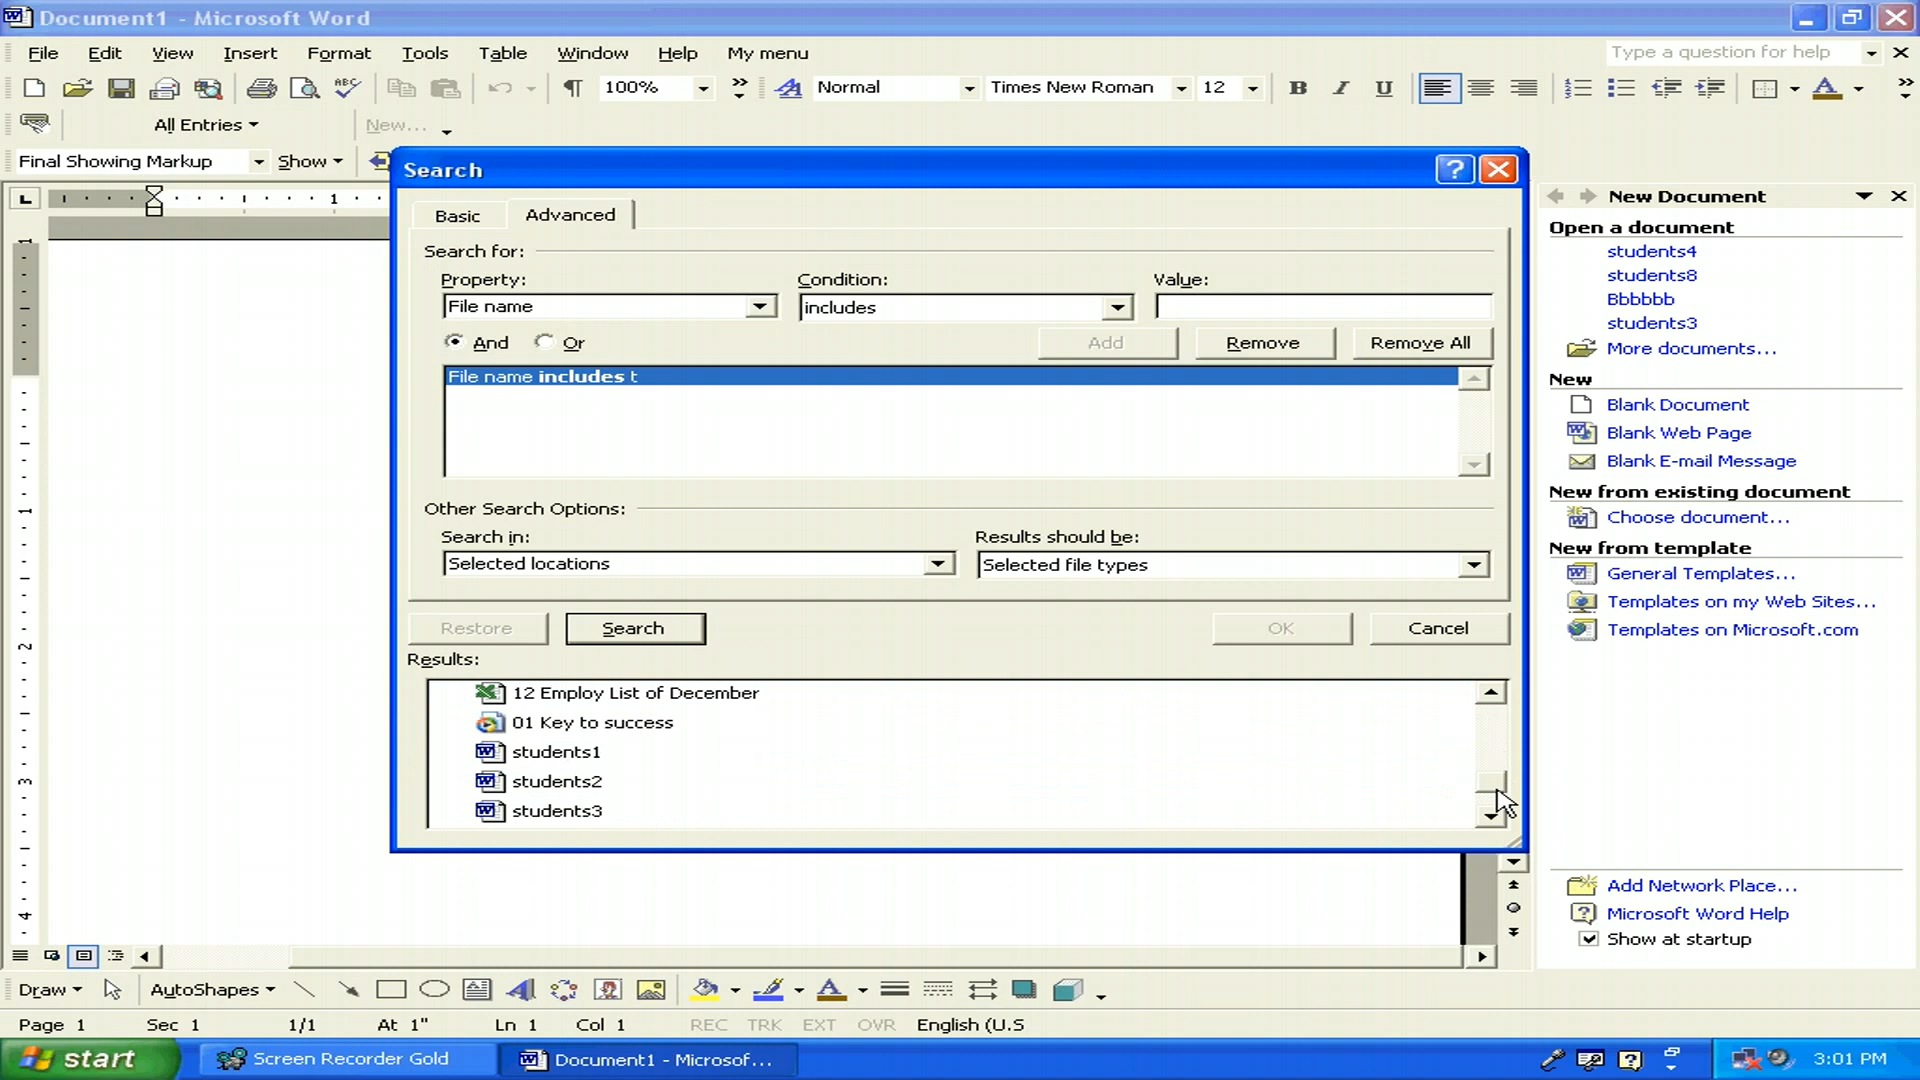 Document1 - Microsoft Word
File Edit View Insert Format Tools Table Window Help My menu
Type a question for help
100% Normal Times New Roman 12 B I U
All Entries New...
Final Showing Markup Show
Search
Basic Advanced
Search for:
Property: Condition: Value:
File name includes
And Or Add Remove Remove All
File name includes t
Other Search Options:
Search in: Results should be:
Selected locations Selected file types
Restore Search OK Cancel
Results:
12 Employ List of December
01 Key to success
students1
students2
students3
New Document
Open a document
students4
students8
Bbbbbb
students3
More documents...
New
Blank Document
Blank Web Page
Blank E-mail Message
New from existing document
Choose document...
New from template
General Templates...
Templates on my Web Sites...
Templates on Microsoft.com
Add Network Place...
Microsoft Word Help
Show at startup
Draw AutoShapes
Page 1 Sec 1 1/1 At 1" Ln 1 Col 1 REC TRK EXT OVR English (U.S
start Screen Recorder Gold Document1 - Microsof... 3:01 PM